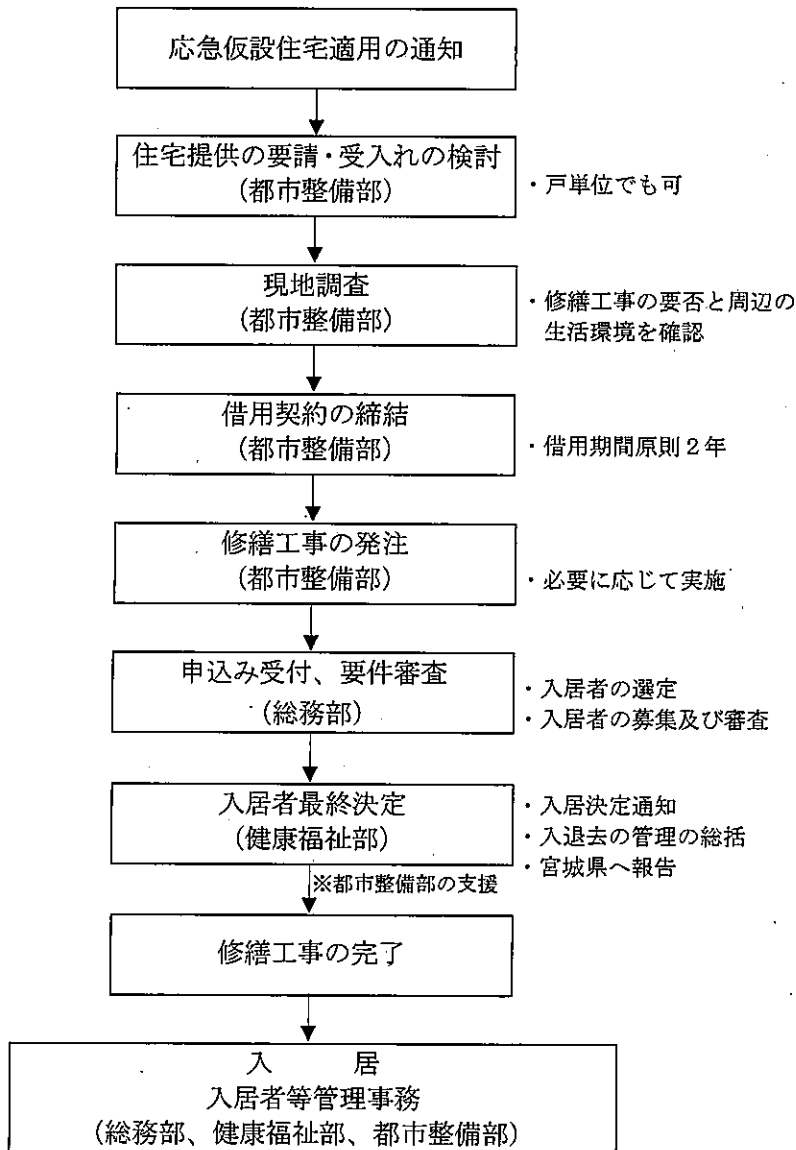 応急仮設住宅適用の通知
住宅提供の要請・受入れの検討
(都市整備部)
・戸単位でも可
現地調査
(都市整備部)
・修繕工事の要否と周辺の
生活環境を確認
借用契約の締結
(都市整備部)
・借用期間原則２年
修繕工事の発注
(都市整備部)
・必要に応じて実施
申込み受付、要件審査
(総務部)
・入居者の選定
・入居者の募集及び審査
入居者最終決定
(健康福祉部)
・入居決定通知
・入退去の管理の総括
・宮城県へ報告
※都市整備部の支援
修繕工事の完了
入　　居
入居者等管理事務
(総務部、健康福祉部、都市整備部)